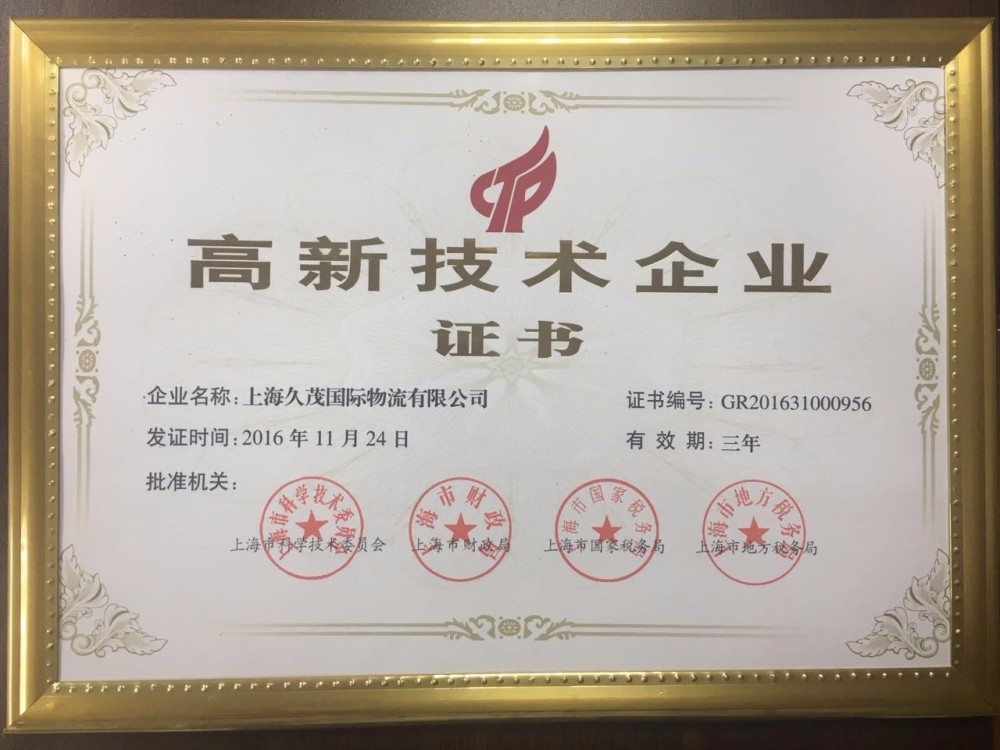 高新技术企业
证书
企业名称：上海久茂国际物流有限公司
证书编号：GR201631000956
发证时间：2016 年 11 月 24 日
有 效 期：三年
批准机关：
上海市科学技术委员会
上海市财政局
上海市国家税务局
上海市地方税务局